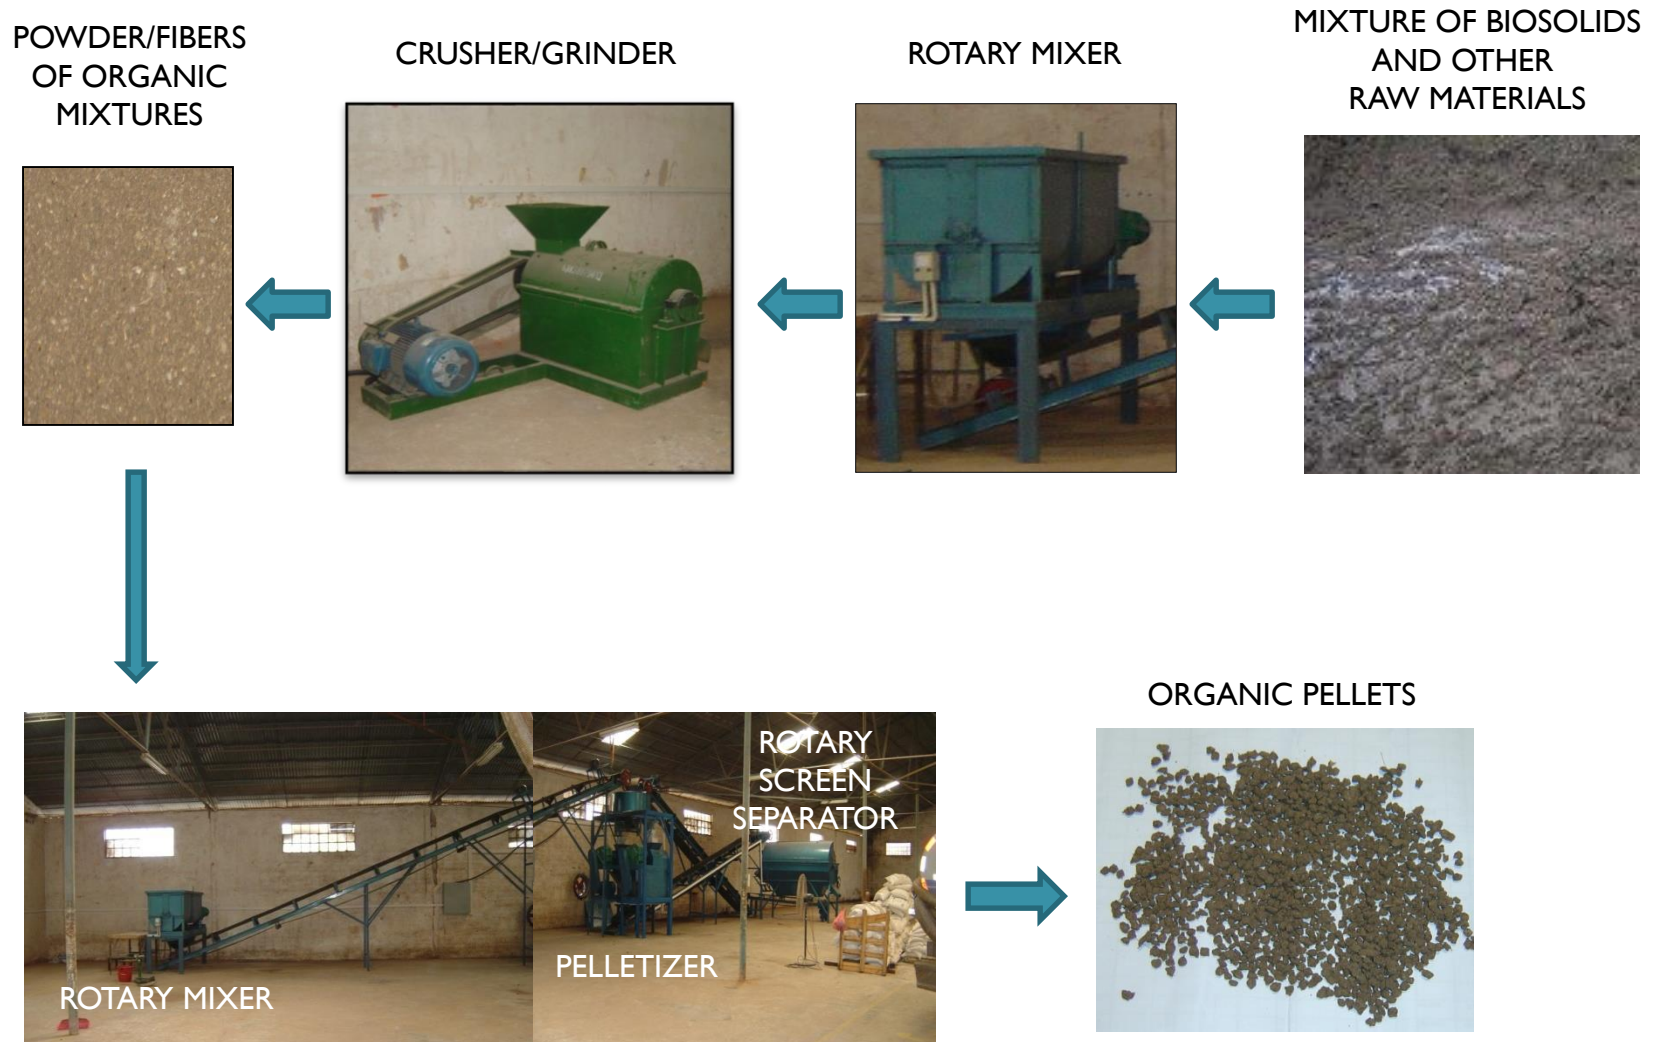 POWDER/FIBERS
OF ORGANIC
MIXTURES
CRUSHER/GRINDER
ROTARY MIXER
MIXTURE OF BIOSOLIDS
AND OTHER
RAW MATERIALS
ORGANIC PELLETS
ROTARY
SCREEN
SEPARATOR
PELLETIZER
ROTARY MIXER